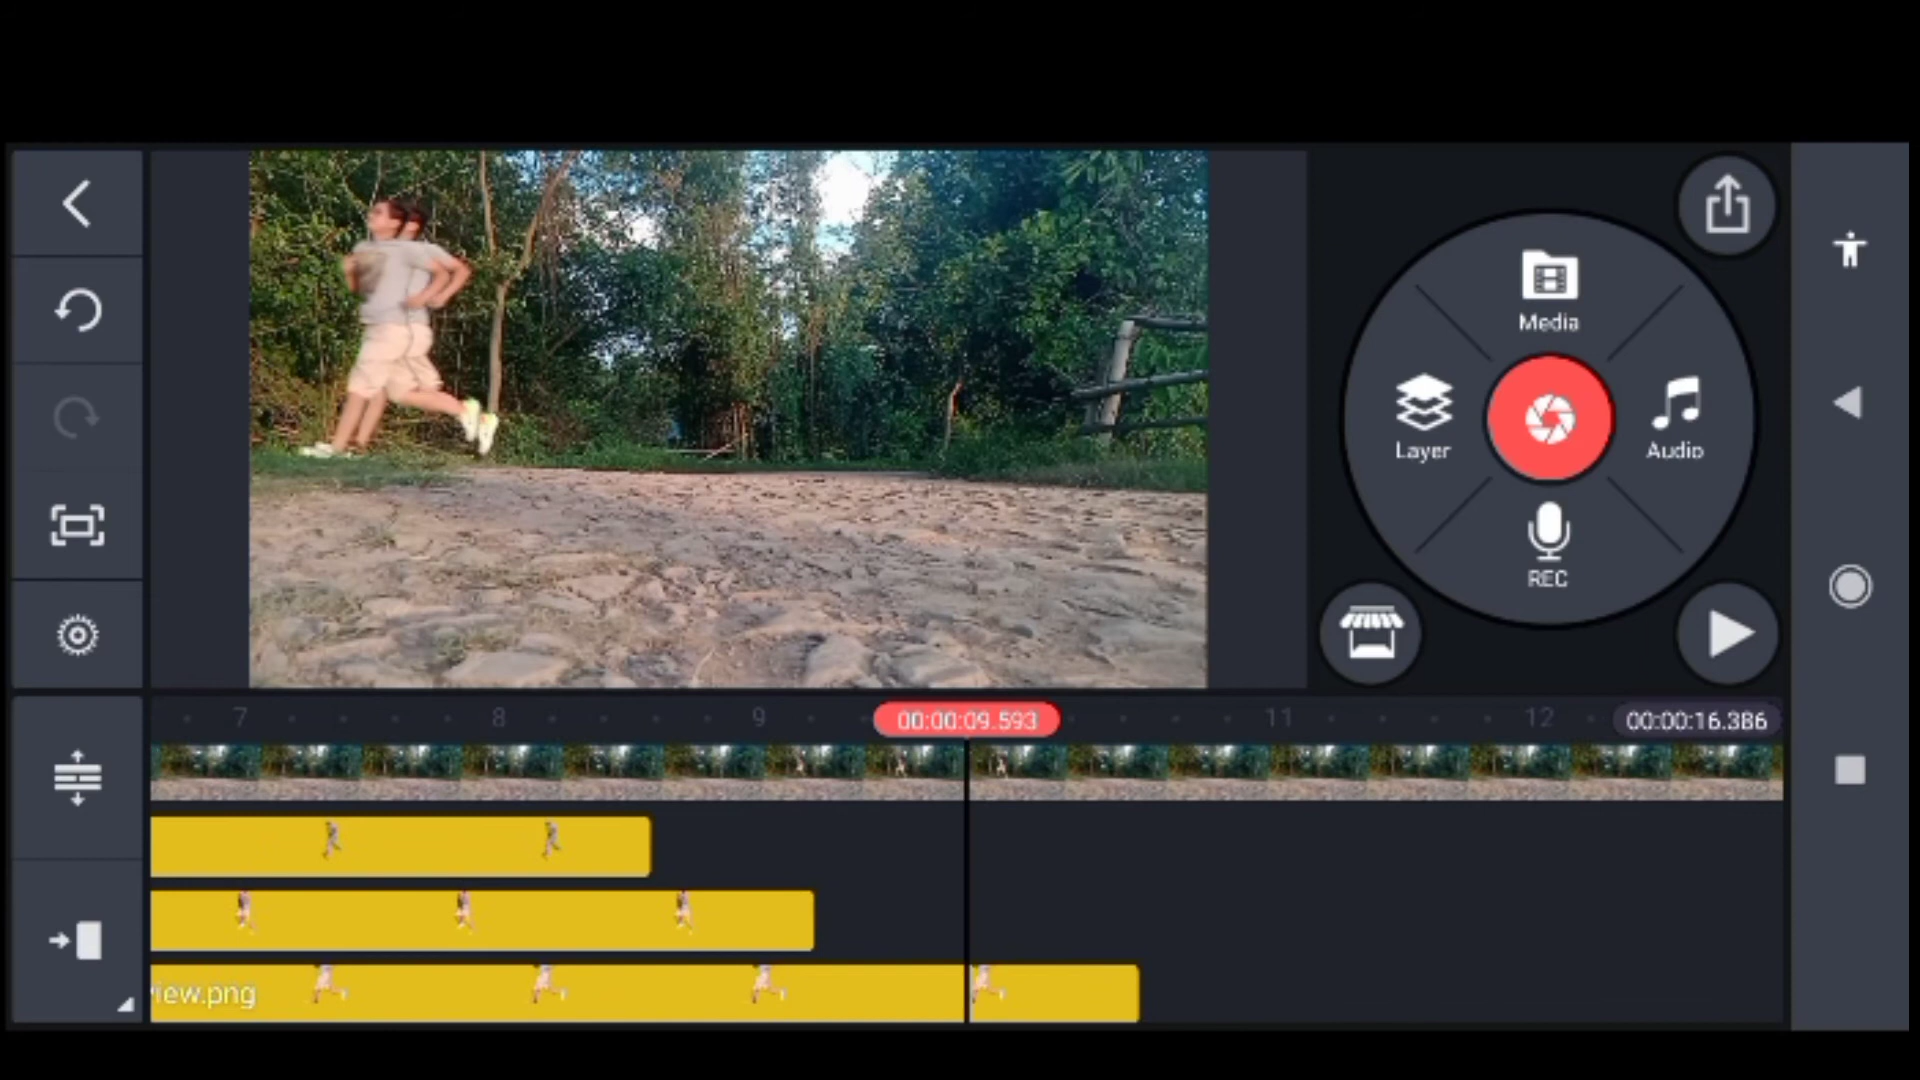 Media
Layer
Audio
REC
7
8
9
00:00:09.593
11
12
00:00:16.386
iew.png